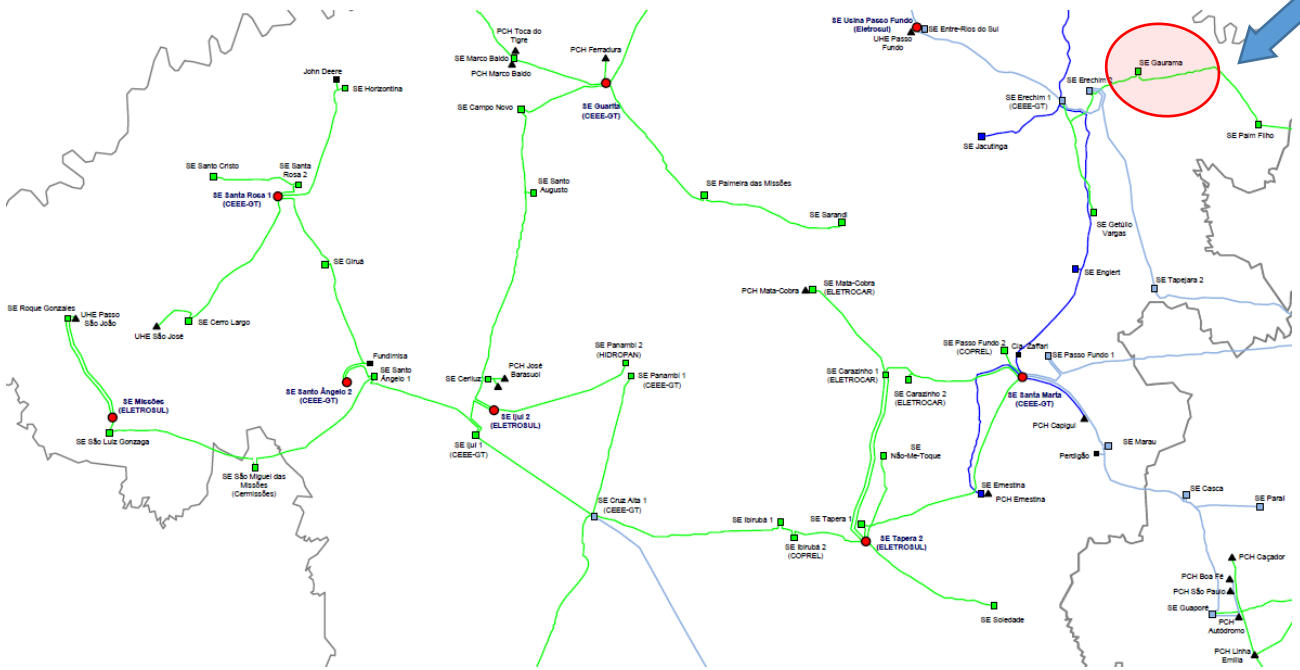 SE Usina Passo Fundo
(Eletrosul)
SE Entre-Rios do Sul
UHE Passo
Fundo
PCH Toca do
Tigre
SE Marco Baldo
PCH Marco Baldo
PCH Ferradura
SE Guarita
(CEEE-GT)
SE Campo Novo
John Deere
SE Horizontina
SE Gaurama
SE Erechim 2
SE Erechim 1
(CEEE-GT)
SE Paim Filho
SE Jacutinga
SE Santo Cristo
SE Santa
Rosa 2
SE Santa Rosa 1
(CEEE-GT)
SE Santo
Augusto
SE Palmeira das Missões
SE Sarandi
SE Getúlio
Vargas
SE Giruá
SE Englert
SE Tapejara 2
SE Roque Gonzales
UHE Passo
São João
UHE São José
SE Cerro Largo
PCH Mata-Cobra
SE Mata-Cobra
(ELETROCAR)
Fundimisa
SE Santo
Ângelo 1
SE Santo Ângelo 2
(CEEE-GT)
SE Panambi 2
(HIDROPAN)
SE Panambi 1
(CEEE-GT)
SE Ceriluz
PCH José
Barasuol
SE Ijuí 2
(ELETROSUL)
SE Ijuí 1
(CEEE-GT)
SE Passo Fundo 2
(COPREL)
Cia. Zaffari
SE Passo Fundo 1
SE Carazinho 1
(ELETROCAR)
SE Carazinho 2
(ELETROCAR)
SE Santa Marta
(CEEE-GT)
PCH Capigui
SE Missões
(ELETROSUL)
SE São Luiz Gonzaga
SE São Miguel das
Missões
(Cermissões)
SE
Não-Me-Toque
SE Marau
Perdigão
SE Ernestina
PCH Ernestina
SE Casca
SE Paraí
SE Cruz Alta 1
(CEEE-GT)
SE Ibirubá 1
SE Ibirubá 2
(COPREL)
SE Tapera 1
SE Tapera 2
(ELETROSUL)
SE Soledade
PCH Caçador
PCH Boa Fé
PCH São Paulo
SE Guaporé
PCH
Autódromo
PCH Linha
Emília